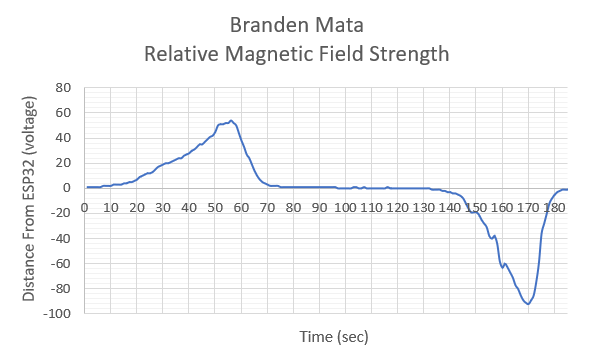 Branden Mata
Relative Magnetic Field Strength
Distance From ESP32 (voltage)
80
60
40
20
0
-20
-40
-60
-80
-100
0 10 20 30 40 50 60 70 80 90 100 110 120 130 140 150 160 170 180
Time (sec)